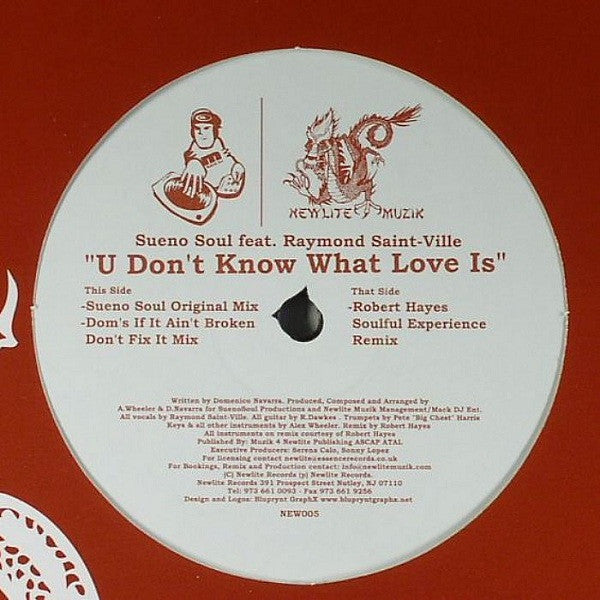 NEWLITE MUZIK
Sueno Soul feat. Raymond Saint-Ville
"U Don't Know What Love Is"
This Side
-Sueno Soul Original Mix
-Dom's If It Ain't Broken
Don't Fix It Mix
That Side
-Robert Hayes
Soulful Experience
Remix
Written by Domenico Navarra. Produced, Composed and Arranged by
A.Wheeler & D.Navarra for SuenoSoul Productions and Newlite Muzik Management/Mack DJ Ent.
All vocals by Raymond Saint-Ville. All guitar by R.Dawkes . Trumpets by Pete "Big Chest" Harris
Keys & all other instruments by Alex Wheeler. Remix by Robert Hayes
All instruments on remix courtesy of Robert Hayes
Published By: Muzik 4 Newlite Publishing ASCAP ATAL
Executive Producers: Serena Calo, Sonny Lopez
For licensing contact newlite@essencerecords.co.uk
For Bookings, Remix and Production contact: info@newlitemuzik.com
(C) Newlite Records (p) Newlite Records.
Newlite Records 391 Prospect Street Nutley, NJ 07110
Tel: 973 661 0093 - Fax 973 661 9256
Design and Logos: Bluprynt GraphX www.blupryntgraphx.net
NEW005